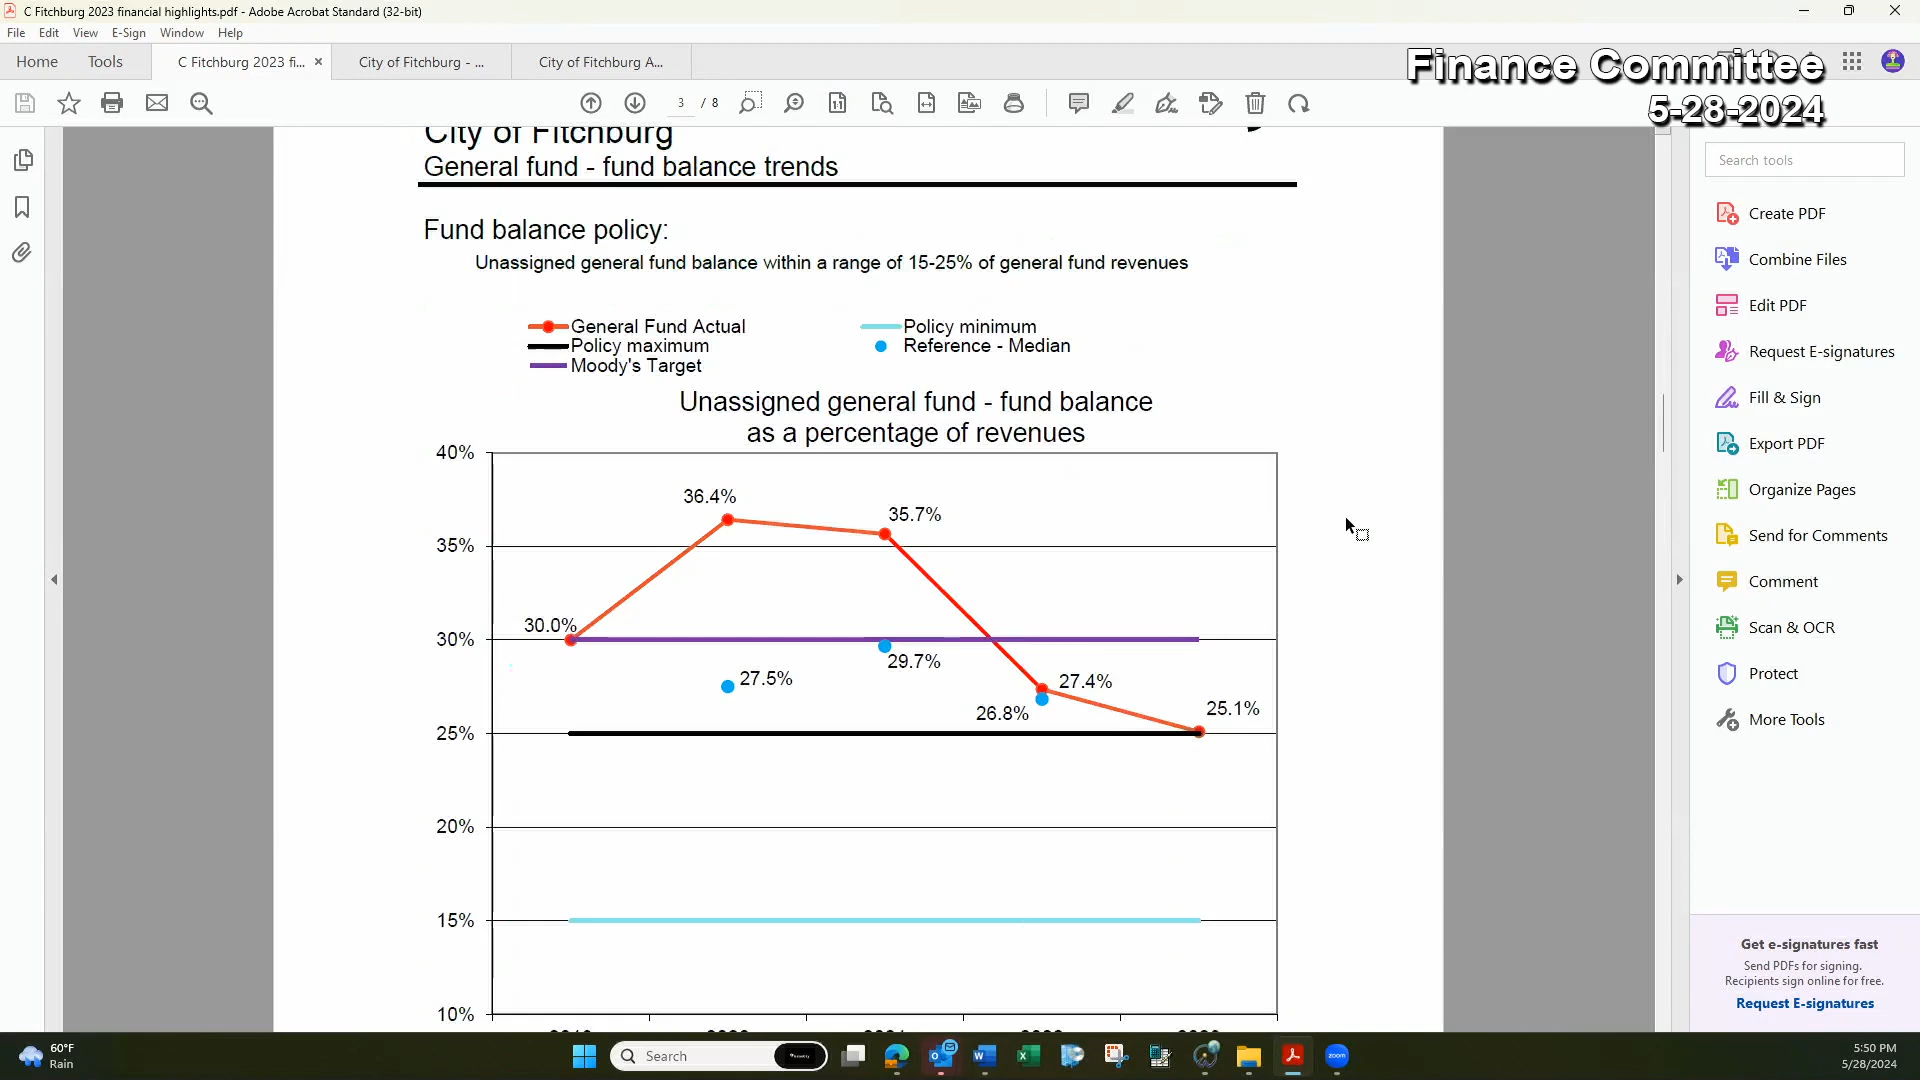 C Fitchburg 2023 financial highlights.pdf - Adobe Acrobat Standard (32-bit)
File Edit View E-Sign Window Help
Home Tools C Fitchburg 2023 fi... × City of Fitchburg - ... City of Fitchburg A...
Finance Committee
5-28-2024
3 / 8
City of Fitchburg
General fund - fund balance trends
Fund balance policy:
Unassigned general fund balance within a range of 15-25% of general fund revenues
General Fund Actual Policy minimum
Policy maximum Reference - Median
Moody's Target
Unassigned general fund - fund balance
as a percentage of revenues
40%
36.4%
35.7%
35%
30.0%
30%
29.7%
27.5%
27.4%
26.8%
25.1%
25%
20%
15%
10%
Search tools
Create PDF
Combine Files
Edit PDF
Request E-signatures
Fill & Sign
Export PDF
Organize Pages
Send for Comments
Comment
Scan & OCR
Protect
More Tools
Get e-signatures fast
Send PDFs for signing.
Recipients sign online for free.
Request E-signatures
60°F
Rain
Search
zoom
5:50 PM
5/28/2024